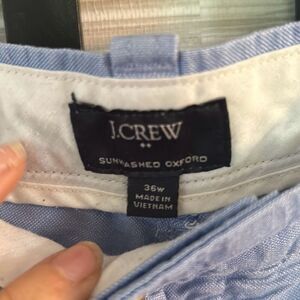 J.CREW
SUNWASHED OXFORD
36W
MADE IN
VIETNAM